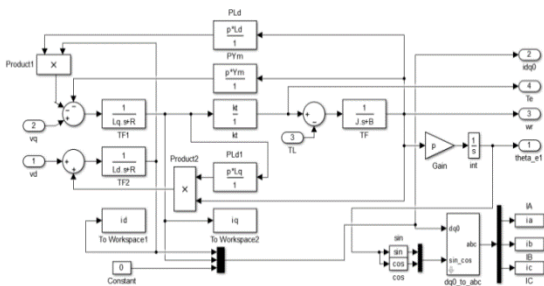 PLd
p*Ld
1
Product1
×
PYm
p*Ym
1
2
vq
1
Lq.s+R
TF1
kt
1
kt
3
TL
1
J.s+B
TF
2
idq0
4
Te
3
wr
1
theta_e1
1
vd
1
Ld.s+R
TF2
Product2
×
PLd1
p*Lq
1
p
Gain
1
s
int
id
To Workspace1
iq
To Workspace2
0
Constant
sin
sin
cos
cos
dq0
abc
sin_cos
dq0_to_abc
IA
ia
ib
IB
ic
IC